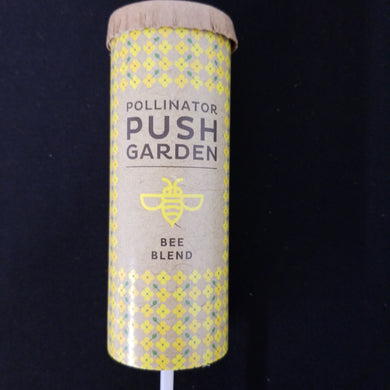 POLLINATOR
PUSH
GARDEN
BEE
BLEND